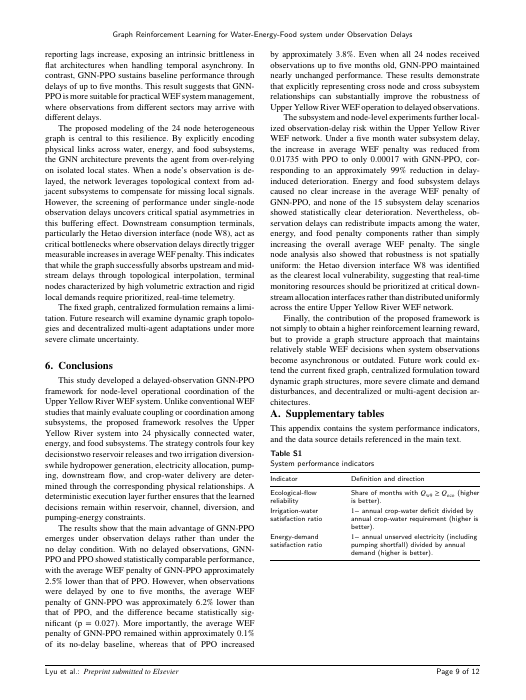 Graph Reinforcement Learning for Water-Energy-Food system under Observation Delays
reporting lags increase, exposing an intrinsic brittleness in
flat architectures when handling temporal asynchrony. In
contrast, GNN-PPO sustains baseline performance through
delays of up to five months. This result suggests that GNN-
PPO is more suitable for practical WEF system management,
where observations from different sectors may arrive with
different delays.
The proposed modeling of the 24 node heterogeneous
graph is central to this resilience. By explicitly encoding
physical links across water, energy, and food subsystems,
the GNN architecture prevents the agent from over-relying
on isolated local states. When a node's observation is de-
layed, the network leverages topological context from ad-
jacent subsystems to compensate for missing local signals.
However, the screening of performance under single-node
observation delays uncovers critical spatial asymmetries in
this buffering effect. Downstream consumption terminals,
particularly the Hetao diversion interface (node W8), act as
critical bottlenecks where observation delays directly trigger
measurable increases in average WEF penalty. This indicates
that while the graph successfully absorbs upstream and mid-
stream delays through topological interpolation, terminal
nodes characterized by high volumetric extraction and rigid
local demands require prioritized, real-time telemetry.
The fixed graph, centralized formulation remains a limi-
tation. Future research will examine dynamic graph topolo-
gies and decentralized multi-agent adaptations under more
severe climate uncertainty.
6. Conclusions
This study developed a delayed-observation GNN-PPO
framework for node-level operational coordination of the
Upper Yellow River WEF system. Unlike conventional WEF
studies that mainly evaluate coupling or coordination among
subsystems, the proposed framework resolves the Upper
Yellow River system into 24 physically connected water,
energy, and food subsystems. The strategy controls four key
decisionstwo reservoir releases and two irrigation diversion-
swhile hydropower generation, electricity allocation, pump-
ing, downstream flow, and crop-water delivery are deter-
mined through the corresponding physical relationships. A
deterministic execution layer further ensures that the learned
decisions remain within reservoir, channel, diversion, and
pumping-energy constraints.
The results show that the main advantage of GNN-PPO
emerges under observation delays rather than under the
no delay condition. With no delayed observations, GNN-
PPO and PPO showed statistically comparable performance,
with the average WEF penalty of GNN-PPO approximately
2.5% lower than that of PPO. However, when observations
were delayed by one to five months, the average WEF
penalty of GNN-PPO was approximately 6.2% lower than
that of PPO, and the difference became statistically sig-
nificant (p = 0.027). More importantly, the average WEF
penalty of GNN-PPO remained within approximately 0.1%
of its no-delay baseline, whereas that of PPO increased
by approximately 3.8%. Even when all 24 nodes received
observations up to five months old, GNN-PPO maintained
nearly unchanged performance. These results demonstrate
that explicitly representing cross node and cross subsystem
relationships can substantially improve the robustness of
Upper Yellow River WEF operation to delayed observations.
The subsystem and node-level experiments further local-
ized observation-delay risk within the Upper Yellow River
WEF network. Under a five month water subsystem delay,
the increase in average WEF penalty was reduced from
0.01735 with PPO to only 0.00017 with GNN-PPO, cor-
responding to an approximately 99% reduction in delay-
induced deterioration. Energy and food subsystem delays
caused no clear increase in the average WEF penalty of
GNN-PPO, and none of the 15 subsystem delay scenarios
showed statistically clear deterioration. Nevertheless, ob-
servation delays can redistribute impacts among the water,
energy, and food penalty components rather than simply
increasing the overall average WEF penalty. The single
node analysis also showed that robustness is not spatially
uniform: the Hetao diversion interface W8 was identified
as the clearest local vulnerability, suggesting that real-time
monitoring resources should be prioritized at critical down-
stream allocation interfaces rather than distributed uniformly
across the entire Upper Yellow River WEF network.
Finally, the contribution of the proposed framework is
not simply to obtain a higher reinforcement learning reward,
but to provide a graph structure approach that maintains
relatively stable WEF decisions when system observations
become asynchronous or outdated. Future work could ex-
tend the current fixed graph, centralized formulation toward
dynamic graph structures, more severe climate and demand
disturbances, and decentralized or multi-agent decision ar-
chitectures.
A. Supplementary tables
This appendix contains the system performance indicators,
and the data source details referenced in the main text.
Table S1
System performance indicators
Indicator Definition and direction
Ecological-flow Share of months with Q_WF ≥ Q_eco (higher
reliability is better).
Irrigation-water 1− annual crop-water deficit divided by
satisfaction ratio annual crop-water requirement (higher is
better).
Energy-demand 1− annual unserved electricity (including
satisfaction ratio pumping shortfall) divided by annual
demand (higher is better).
Lyu et al.: Preprint submitted to Elsevier Page 9 of 12